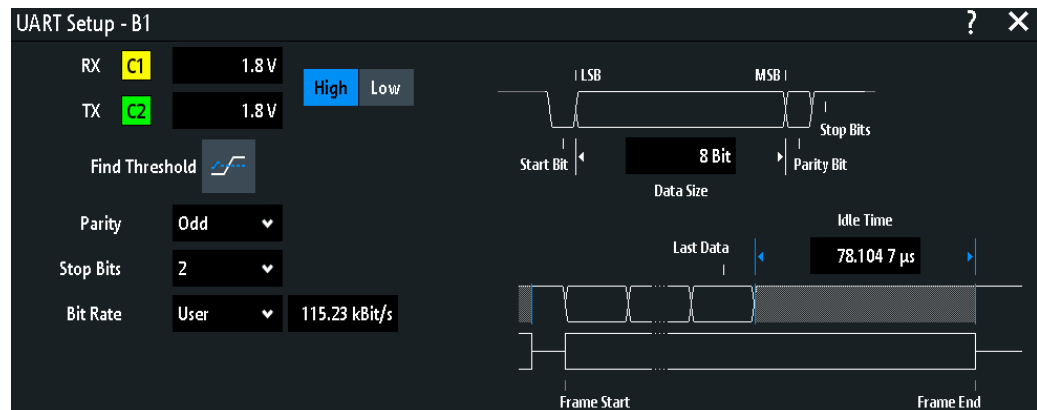 UART Setup - B1 ? X
RX C1 1.8 V
High Low
TX C2 1.8 V
Find Threshold
Parity Odd
Stop Bits 2
Bit Rate User 115.23 kBit/s
LSB MSB
Stop Bits
Start Bit 8 Bit Parity Bit
Data Size
Idle Time
Last Data 78.104 7 µs
Frame Start Frame End